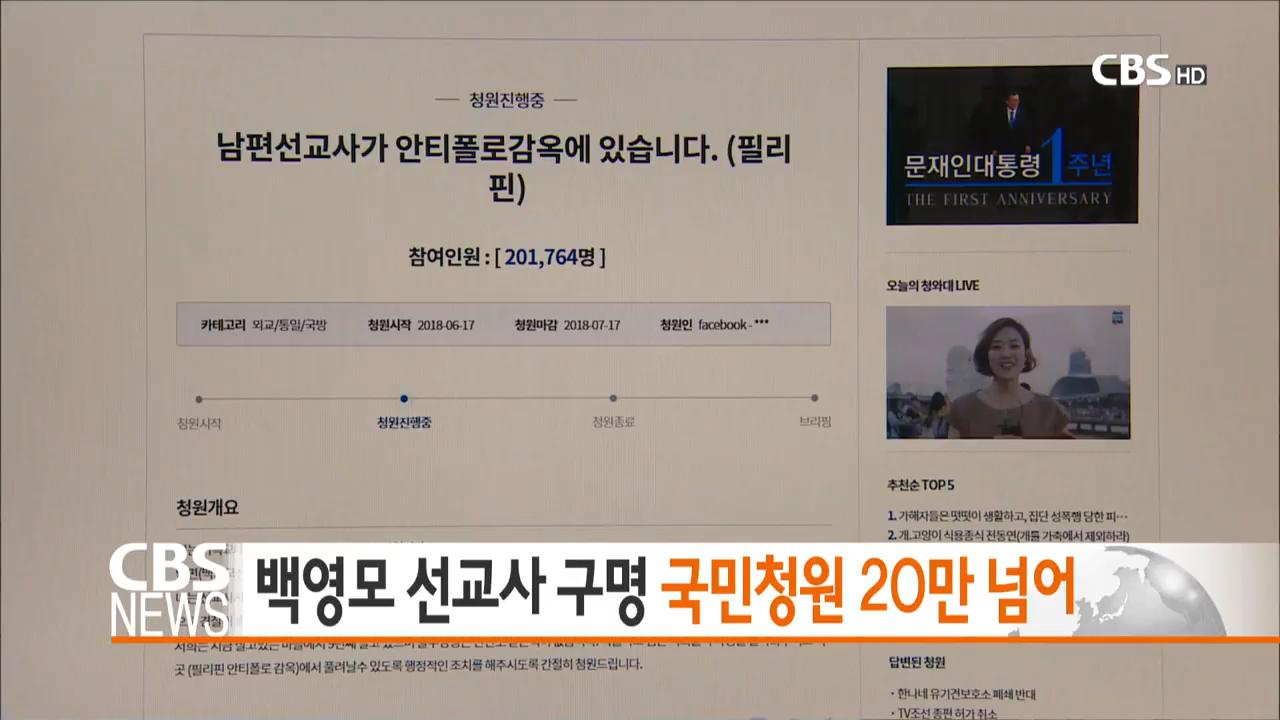 CBS HD
청원진행중
남편선교사가 안티폴로감옥에 있습니다. (필리
핀)
참여인원 : [ 201,764명 ]
카테고리 외교/통일/국방 청원시작 2018-06-17 청원마감 2018-07-17 청원인 facebook - ***
청원시작 청원진행중 청원종료 브리핑
청원개요
문재인대통령 1주년
THE FIRST ANNIVERSARY
오늘의 청와대 LIVE
추천순 TOP 5
1. 가해자들은 떳떳이 생활하고, 집단 성폭행 당한 피…
2. 개,고양이 식용종식 전동연(개를 가축에서 제외하라)
CBS NEWS
백영모 선교사 구명 국민청원 20만 넘어
곳 (필리핀 안티폴로 감옥)에서 풀려날수 있도록 행정적인 조치를 해주시도록 간절히 청원드립니다.
답변된 청원
· 한나네 유기견보호소 폐쇄 반대
· TV조선 종편 허가 취소